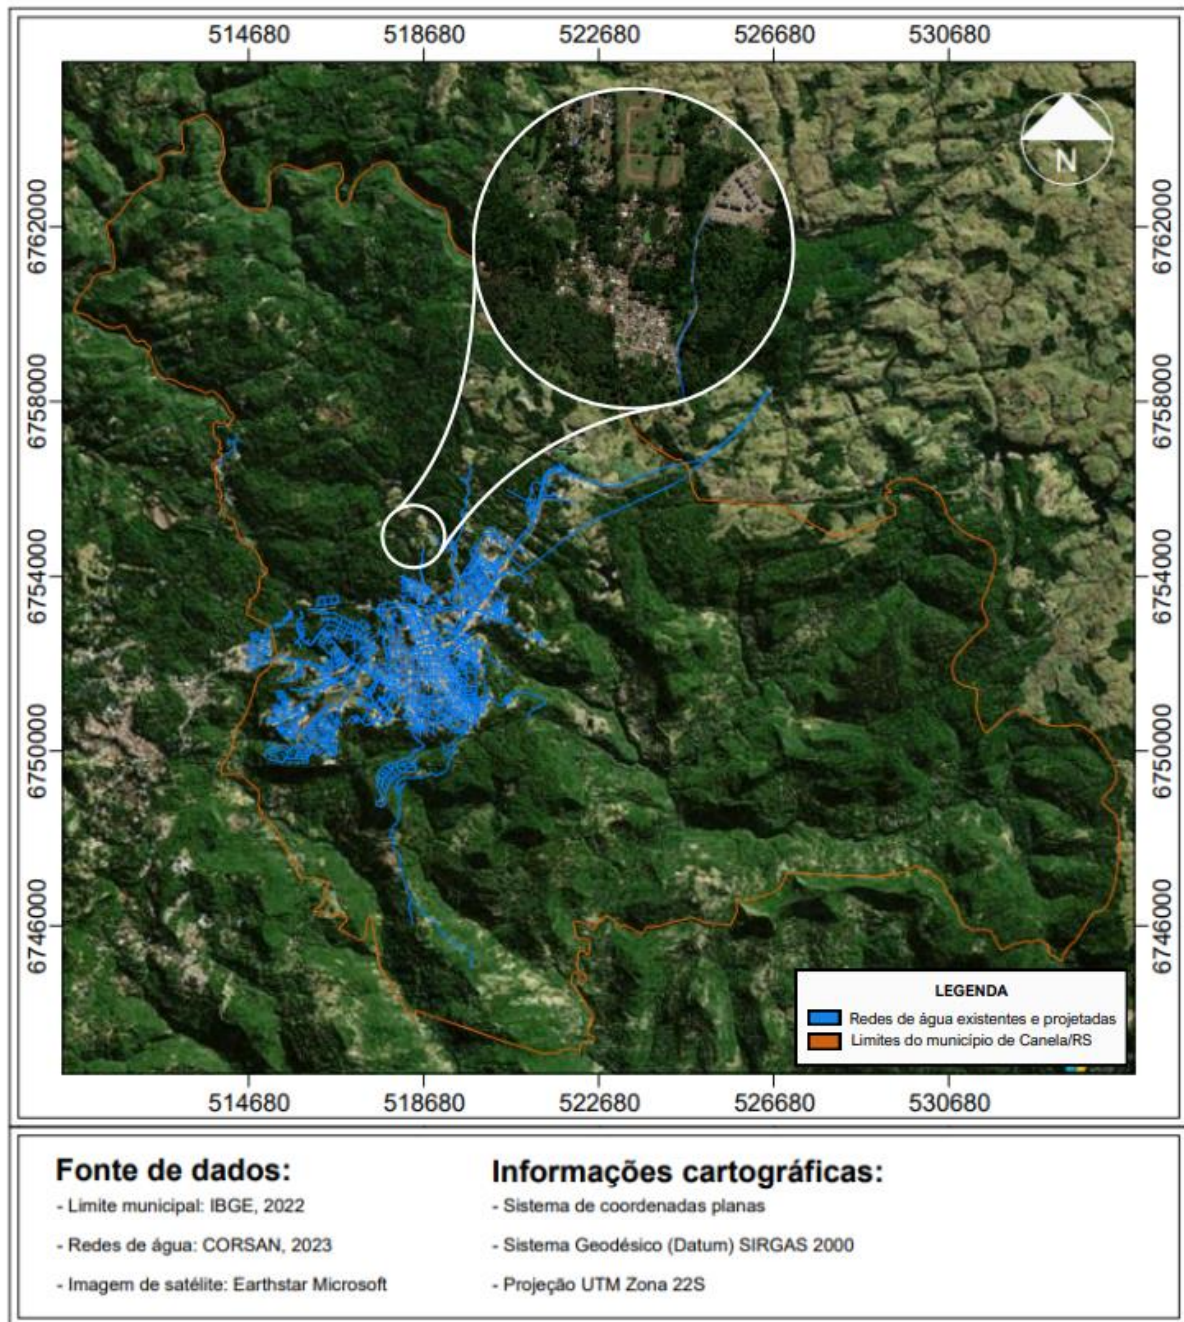 514680 518680 522680 526680 530680
N
6762000 6762000
6758000 6758000
6754000 6754000
6750000 6750000
6746000 6746000
LEGENDA
Redes de água existentes e projetadas
Limites do município de Canela/RS
514680 518680 522680 526680 530680
Fonte de dados:
- Limite municipal: IBGE, 2022
- Redes de água: CORSAN, 2023
- Imagem de satélite: Earthstar Microsoft
Informações cartográficas:
- Sistema de coordenadas planas
- Sistema Geodésico (Datum) SIRGAS 2000
- Projeção UTM Zona 22S